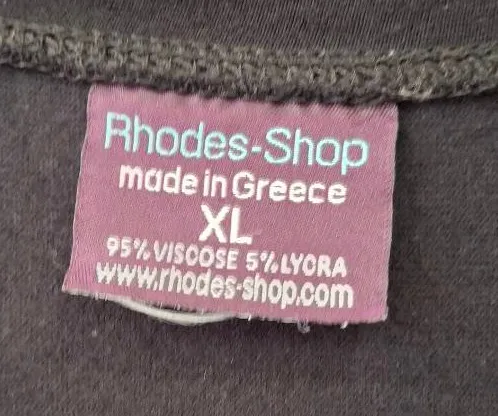 Rhodes-Shop
made in Greece
XL
95% VISCOSE 5% LYCRA
www.rhodes-shop.com